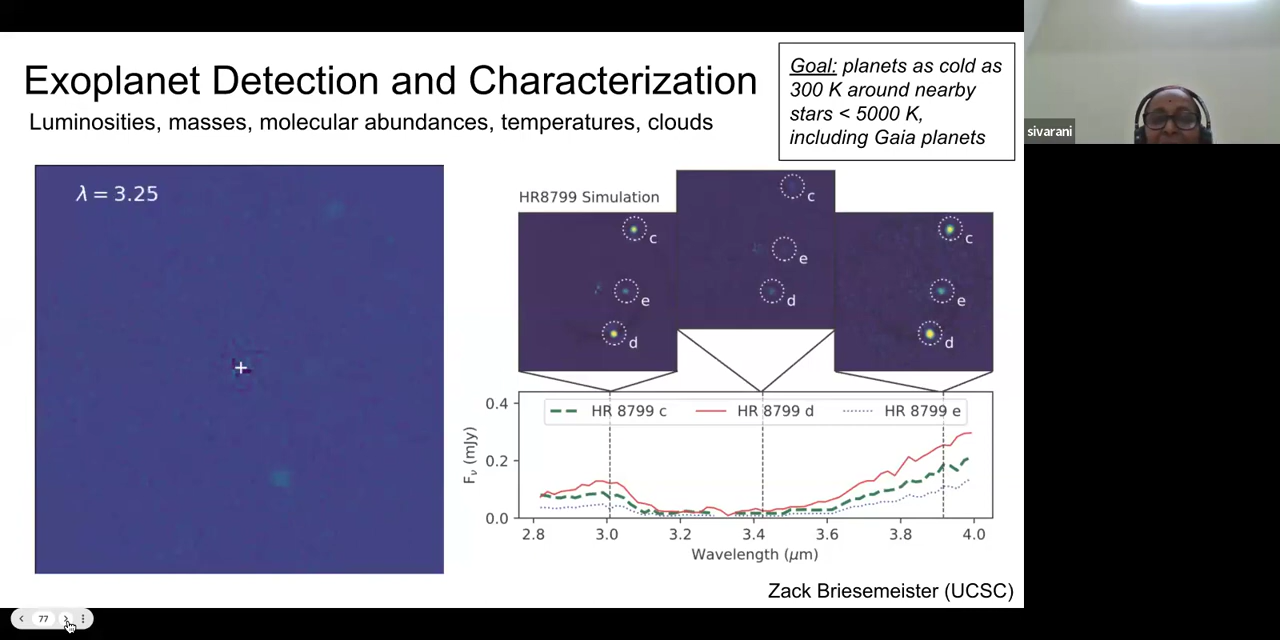 Exoplanet Detection and Characterization
Luminosities, masses, molecular abundances, temperatures, clouds
Goal: planets as cold as
300 K around nearby
stars < 5000 K,
including Gaia planets
sivarani
λ = 3.25
HR8799 Simulation
c
e
d
c
e
d
c
e
d
HR 8799 c
HR 8799 d
HR 8799 e
0.4
0.2
0.0
Fν (mJy)
2.8 3.0 3.2 3.4 3.6 3.8 4.0
Wavelength (μm)
Zack Briesemeister (UCSC)
77